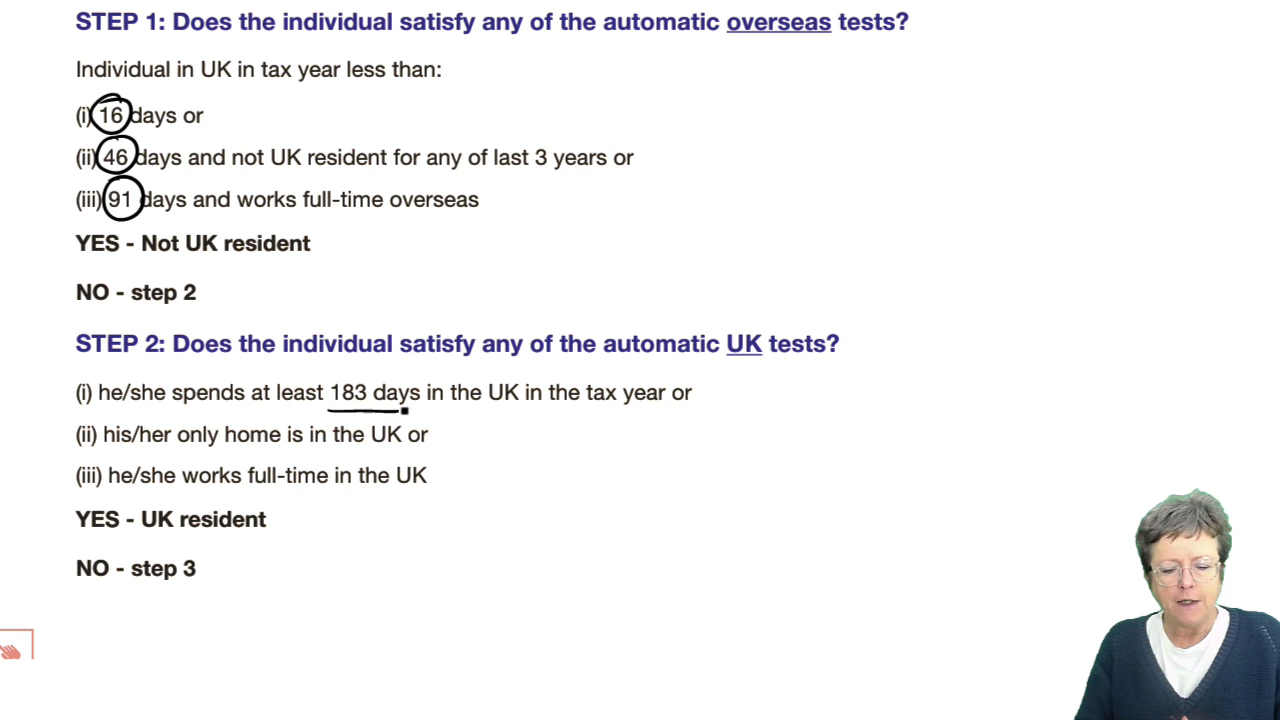 STEP 1: Does the individual satisfy any of the automatic overseas tests?
Individual in UK in tax year less than:
(i) 16 days or
(ii) 46 days and not UK resident for any of last 3 years or
(iii) 91 days and works full-time overseas
YES - Not UK resident
NO - step 2
STEP 2: Does the individual satisfy any of the automatic UK tests?
(i) he/she spends at least 183 days in the UK in the tax year or
(ii) his/her only home is in the UK or
(iii) he/she works full-time in the UK
YES - UK resident
NO - step 3